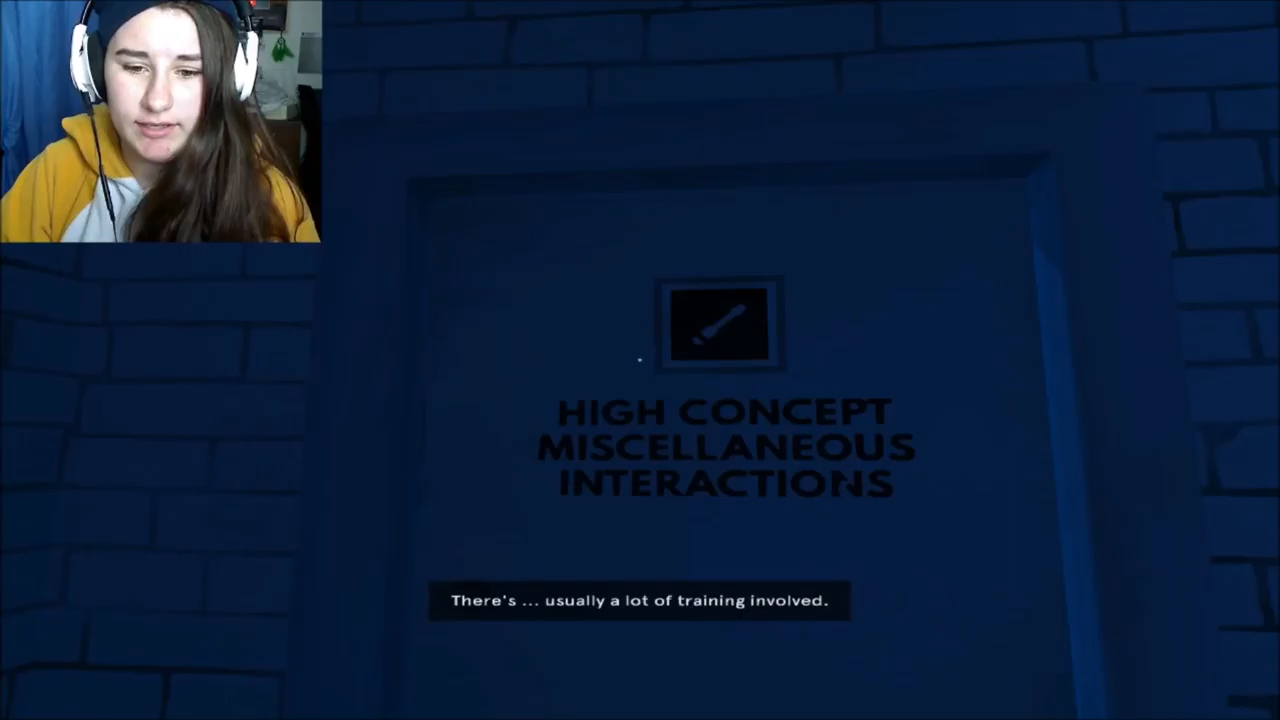 HIGH CONCEPT
MISCELLANEOUS
INTERACTIONS
There's ... usually a lot of training involved.